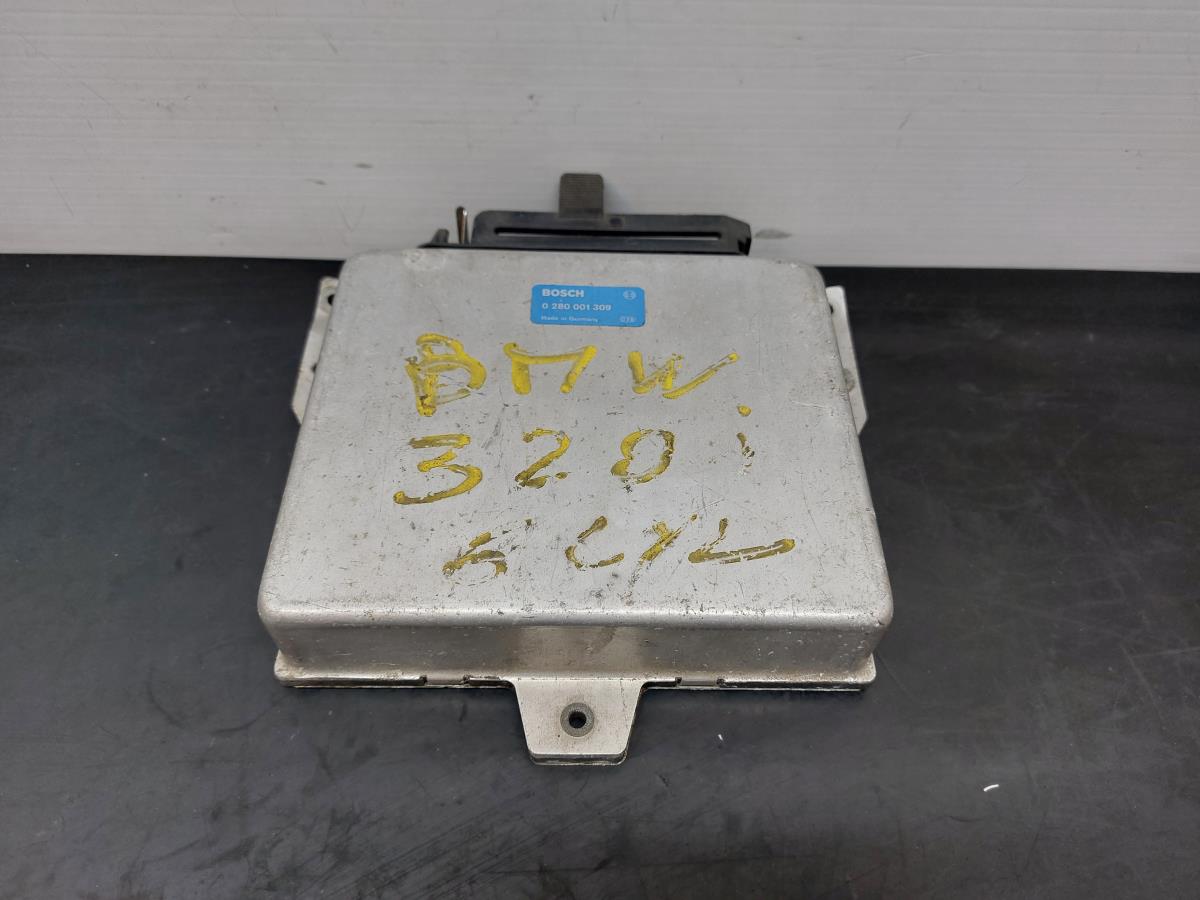 BOSCH
0 280 001 309
Made in Germany
BMW
320i
6 CYL